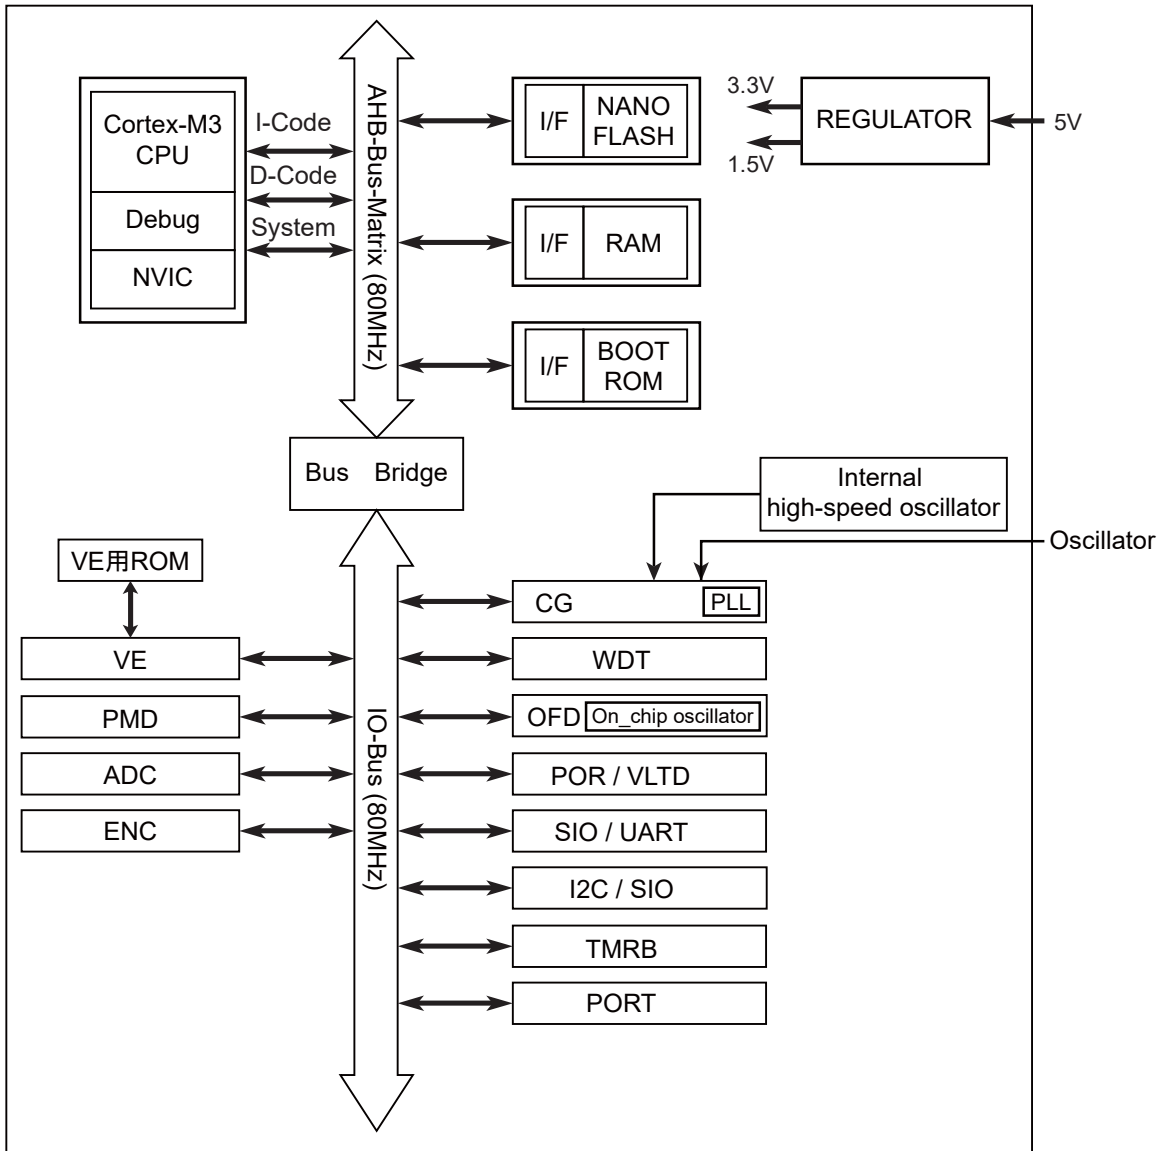 Cortex-M3
CPU
Debug
NVIC
I-Code
D-Code
System
AHB-Bus-Matrix (80MHz)
I/F
NANO
FLASH
I/F
RAM
I/F
BOOT
ROM
3.3V
1.5V
REGULATOR
5V
Bus Bridge
Internal
high-speed oscillator
Oscillator
VE用ROM
VE
PMD
ADC
ENC
IO-Bus (80MHz)
CG
PLL
WDT
OFD
On_chip oscillator
POR / VLTD
SIO / UART
I2C / SIO
TMRB
PORT